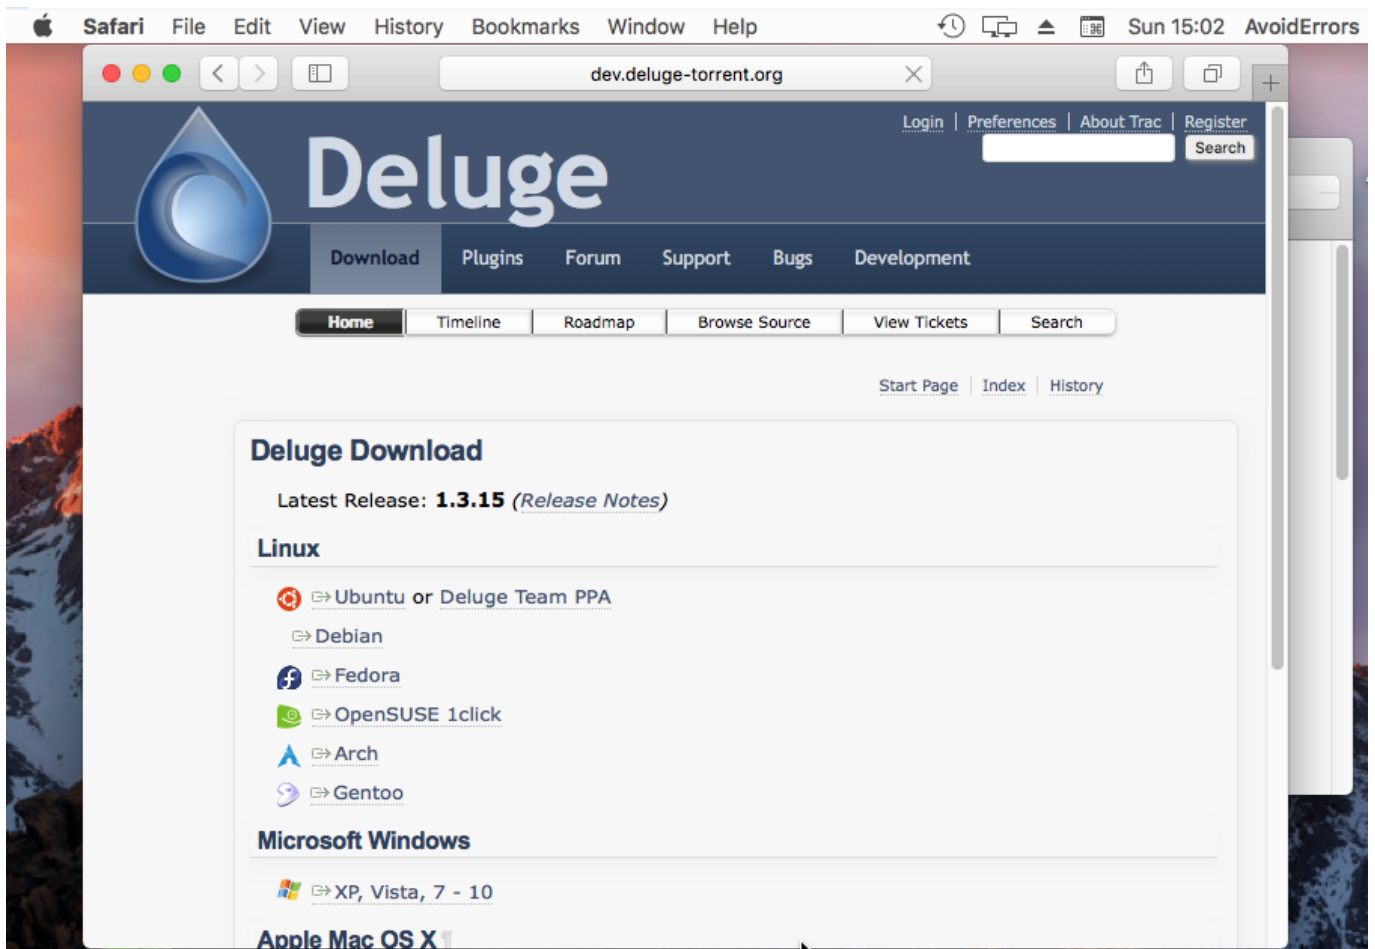 Safari File Edit View History Bookmarks Window Help Sun 15:02 AvoidErrors
dev.deluge-torrent.org
Login Preferences About Trac Register
Search
Deluge
Download Plugins Forum Support Bugs Development
Home Timeline Roadmap Browse Source View Tickets Search
Start Page Index History
Deluge Download
Latest Release: 1.3.15 (Release Notes)
Linux
Ubuntu or Deluge Team PPA
Debian
Fedora
OpenSUSE 1click
Arch
Gentoo
Microsoft Windows
XP, Vista, 7 - 10
Apple Mac OS X ¶